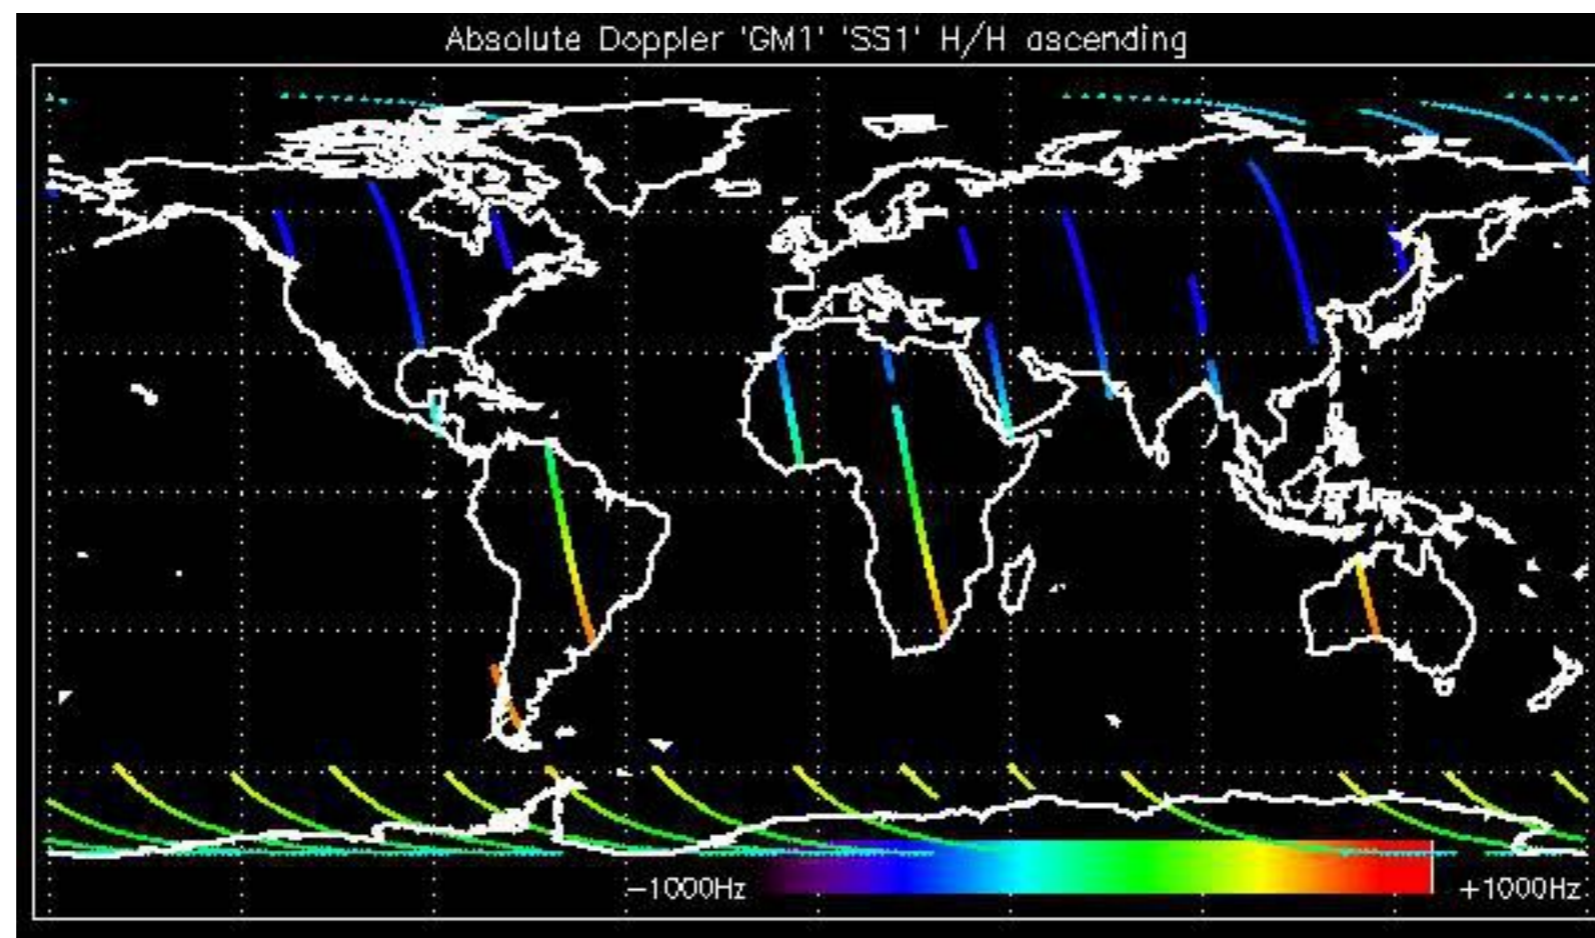 Absolute Doppler 'GM1' 'SS1' H/H ascending
−1000Hz
+1000Hz